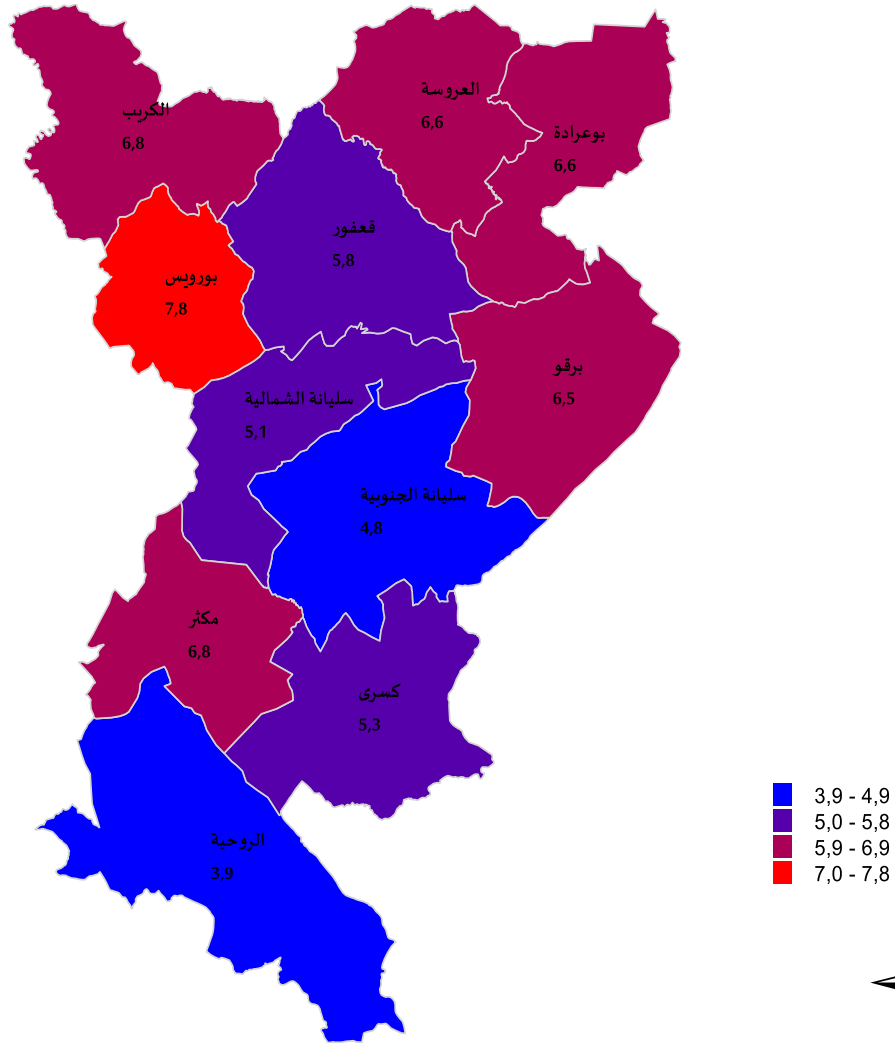 العروسة
6,6
الكريب
6,8
بوعرادة
6,6
قعفور
5,8
بورويس
7,8
برقو
6,5
سليانة الشمالية
5,1
سليانة الجنوبية
4,8
مكثر
6,8
كسرى
5,3
الروحية
3,9
3,9 - 4,9
5,0 - 5,8
5,9 - 6,9
7,0 - 7,8